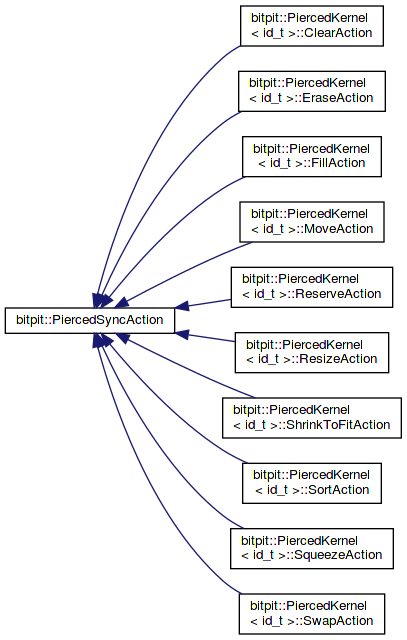 bitpit::PiercedKernel
< id_t >::ClearAction
bitpit::PiercedKernel
< id_t >::EraseAction
bitpit::PiercedKernel
< id_t >::FillAction
bitpit::PiercedKernel
< id_t >::MoveAction
bitpit::PiercedKernel
< id_t >::ReserveAction
bitpit::PiercedSyncAction
bitpit::PiercedKernel
< id_t >::ResizeAction
bitpit::PiercedKernel
< id_t >::ShrinkToFitAction
bitpit::PiercedKernel
< id_t >::SortAction
bitpit::PiercedKernel
< id_t >::SqueezeAction
bitpit::PiercedKernel
< id_t >::SwapAction